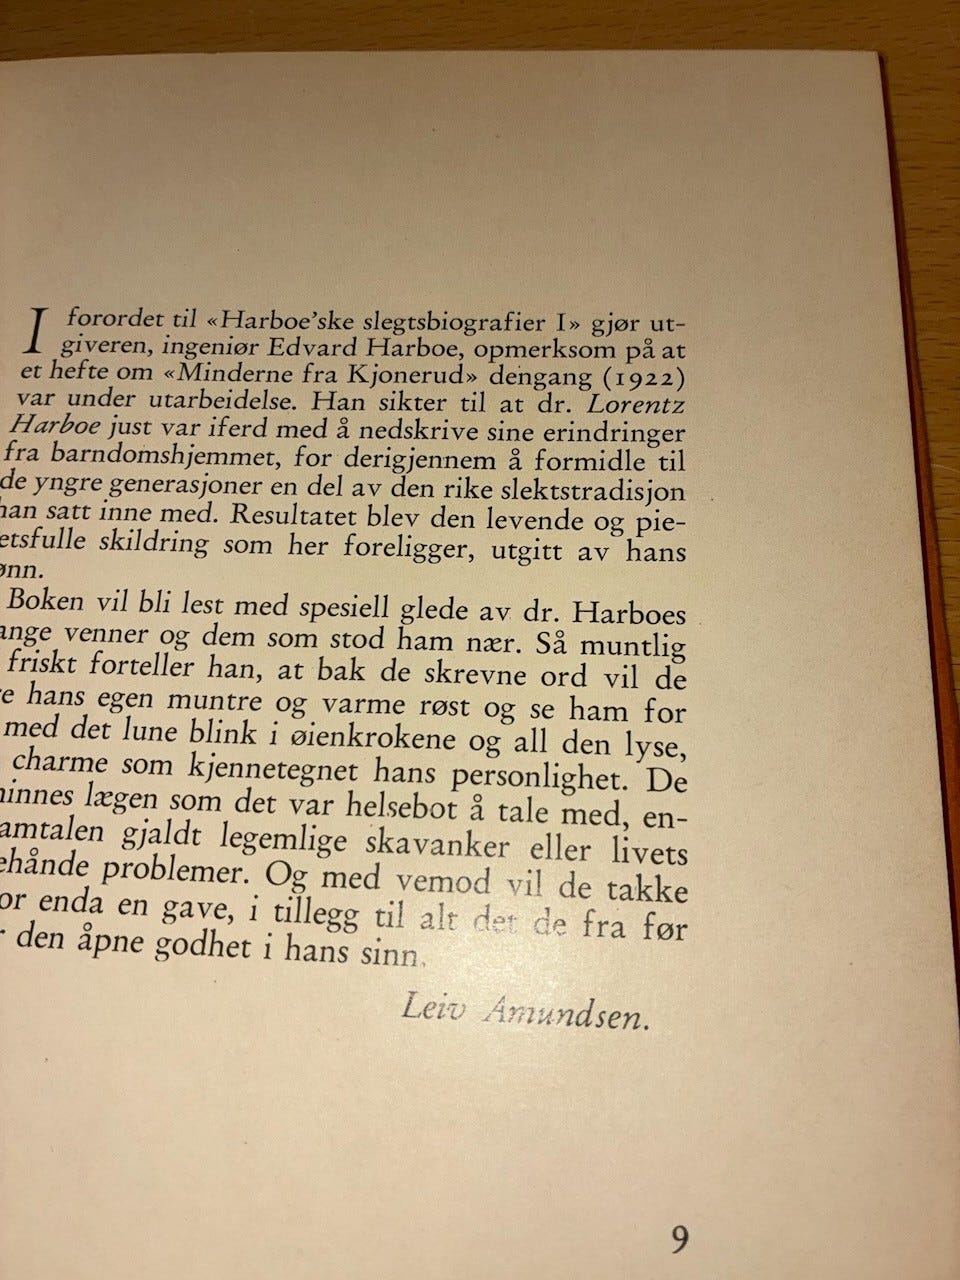 I forordet til «Harboe'ske slegtsbiografier I» gjør ut-
giveren, ingeniør Edvard Harboe, opmerksom på at
et hefte om «Minderne fra Kjonerud» dengang (1922)
var under utarbeidelse. Han sikter til at dr. Lorentz
Harboe just var iferd med å nedskrive sine erindringer
fra barndomshjemmet, for derigjennem å formidle til
de yngre generasjoner en del av den rike slektstradisjon
han satt inne med. Resultatet blev den levende og pie-
etsfulle skildring som her foreligger, utgitt av hans
ønn.
Boken vil bli lest med spesiell glede av dr. Harboes
ange venner og dem som stod ham nær. Så muntlig
friskt forteller han, at bak de skrevne ord vil de
e hans egen muntre og varme røst og se ham for
med det lune blink i øienkrokene og all den lyse,
charme som kjennetegnet hans personlighet. De
innes lægen som det var helsebot å tale med, en-
amtalen gjaldt legemlige skavanker eller livets
ehånde problemer. Og med vemod vil de takke
or enda en gave, i tillegg til alt det de fra før
r den åpne godhet i hans sinn.
Leiv Amundsen.
9